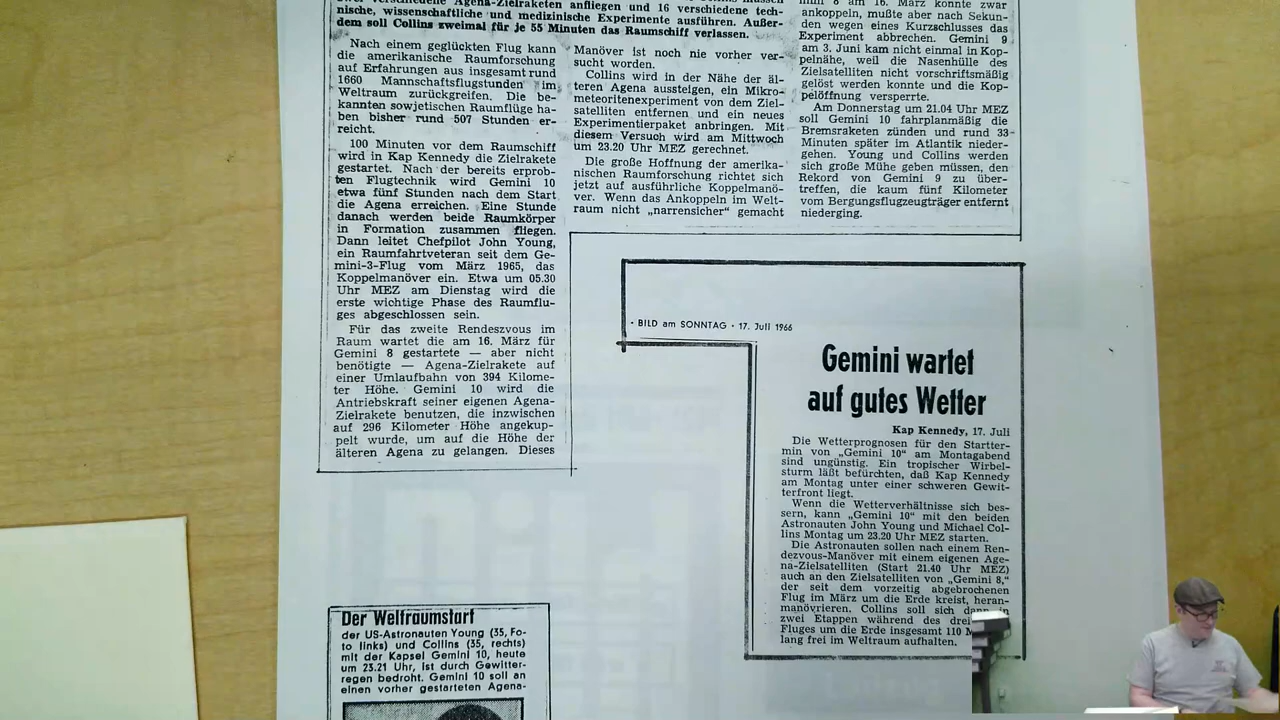 zwei verschiedene Agena-Zielraketen anfliegen und 16 verschiedene tech-
nische, wissenschaftliche und medizinische Experimente ausführen. Außer-
dem soll Collins zweimal für je 55 Minuten das Raumschiff verlassen.
Nach einem geglückten Flug kann
die amerikanische Raumforschung
auf Erfahrungen aus insgesamt rund
1660 Mannschaftsflugstunden im
Weltraum zurückgreifen. Die be-
kannten sowjetischen Raumflüge ha-
ben bisher rund 507 Stunden er-
reicht.
100 Minuten vor dem Raumschiff
wird in Kap Kennedy die Zielrakete
gestartet. Nach der bereits erprob-
ten Flugtechnik wird Gemini 10
etwa fünf Stunden nach dem Start
die Agena erreichen. Eine Stunde
danach werden beide Raumkörper
in Formation zusammen fliegen.
Dann leitet Chefpilot John Young,
ein Raumfahrtveteran seit dem Ge-
mini-3-Flug vom März 1965, das
Koppelmanöver ein. Etwa um 05.30
Uhr MEZ am Dienstag wird die
erste wichtige Phase des Raumflu-
ges abgeschlossen sein.
Für das zweite Rendezvous im
Raum wartet die am 16. März für
Gemini 8 gestartete — aber nicht
benötigte — Agena-Zielrakete auf
einer Umlaufbahn von 394 Kilome-
ter Höhe. Gemini 10 wird die
Antriebskraft seiner eigenen Agena-
Zielrakete benutzen, die inzwischen
auf 296 Kilometer Höhe angekup-
pelt wurde, um auf die Höhe der
älteren Agena zu gelangen. Dieses
Manöver ist noch nie vorher ver-
sucht worden.
Collins wird in der Nähe der äl-
teren Agena aussteigen, ein Mikro-
meteoritenexperiment von dem Ziel-
satelliten entfernen und ein neues
Experimentierpaket anbringen. Mit
diesem Versuch wird am Mittwoch
um 23.20 Uhr MEZ gerechnet.
Die große Hoffnung der amerika-
nischen Raumforschung richtet sich
jetzt auf ausführliche Koppelmanö-
ver. Wenn das Ankoppeln im Welt-
raum nicht „narrensicher“ gemacht
mini 8 am 16. März konnte zwar
ankoppeln, mußte aber nach Sekun-
den wegen eines Kurzschlusses das
Experiment abbrechen. Gemini 9
am 3. Juni kam nicht einmal in Kop-
pelnähe, weil die Nasenhülle des
Zielsatelliten nicht vorschriftsmäßig
gelöst werden konnte und die Kop-
pelöffnung versperrte.
Am Donnerstag um 21.04 Uhr MEZ
soll Gemini 10 fahrplanmäßig die
Bremsraketen zünden und rund 33
Minuten später im Atlantik nieder-
gehen. Young und Collins werden
sich große Mühe geben müssen, den
Rekord von Gemini 9 zu über-
treffen, die kaum fünf Kilometer
vom Bergungsflugzeugträger entfernt
niederging.
· BILD am SONNTAG · 17. Juli 1966
Gemini wartet
auf gutes Wetter
Kap Kennedy, 17. Juli
Die Wetterprognosen für den Startter-
min von „Gemini 10“ am Montagabend
sind ungünstig. Ein tropischer Wirbel-
sturm läßt befürchten, daß Kap Kennedy
am Montag unter einer schweren Gewit-
terfront liegt.
Wenn die Wetterverhältnisse sich bes-
sern, kann „Gemini 10“ mit den beiden
Astronauten John Young und Michael Col-
lins Montag um 23.20 Uhr MEZ starten.
Die Astronauten sollen nach einem Ren-
dezvous-Manöver mit einem eigenen Age-
na-Zielsatelliten (Start 21.40 Uhr MEZ)
auch an den Zielsatelliten von „Gemini 8,“
der seit dem vorzeitig abgebrochenen
Flug im März um die Erde kreist, heran-
manövrieren. Collins soll sich dann in
zwei Etappen während des
Fluges um die Erde insgesamt 110
lang frei im Weltraum aufhalten.
Der Weltraumstart
der US-Astronauten Young (35, Fo-
to links) und Collins (35, rechts)
mit der Kapsel Gemini 10, heute
um 23.21 Uhr, ist durch Gewitter-
regen bedroht. Gemini 10 soll an
einen vorher gestarteten Agena-